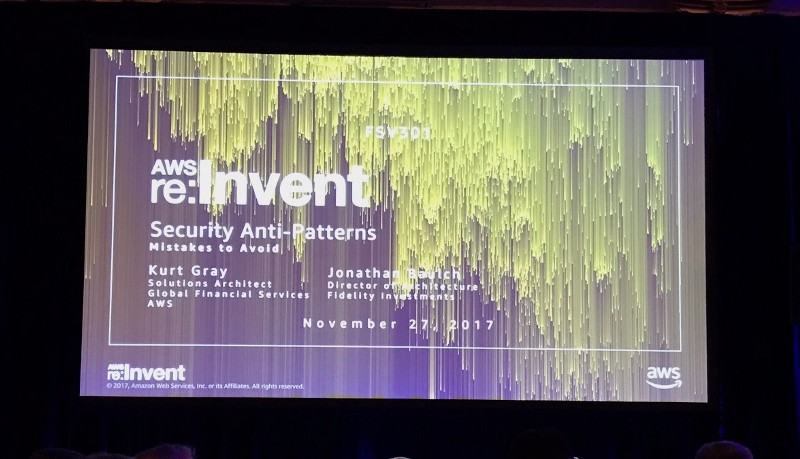 FSV301
AWS
re:Invent
Security Anti-Patterns
Mistakes to Avoid
Kurt Gray
Solutions Architect
Global Financial Services
AWS
Jonathan Baulch
Director of Architecture
Fidelity Investments
November 27, 2017
AWS
re:Invent
© 2017, Amazon Web Services, Inc. or its Affiliates. All rights reserved.
aws